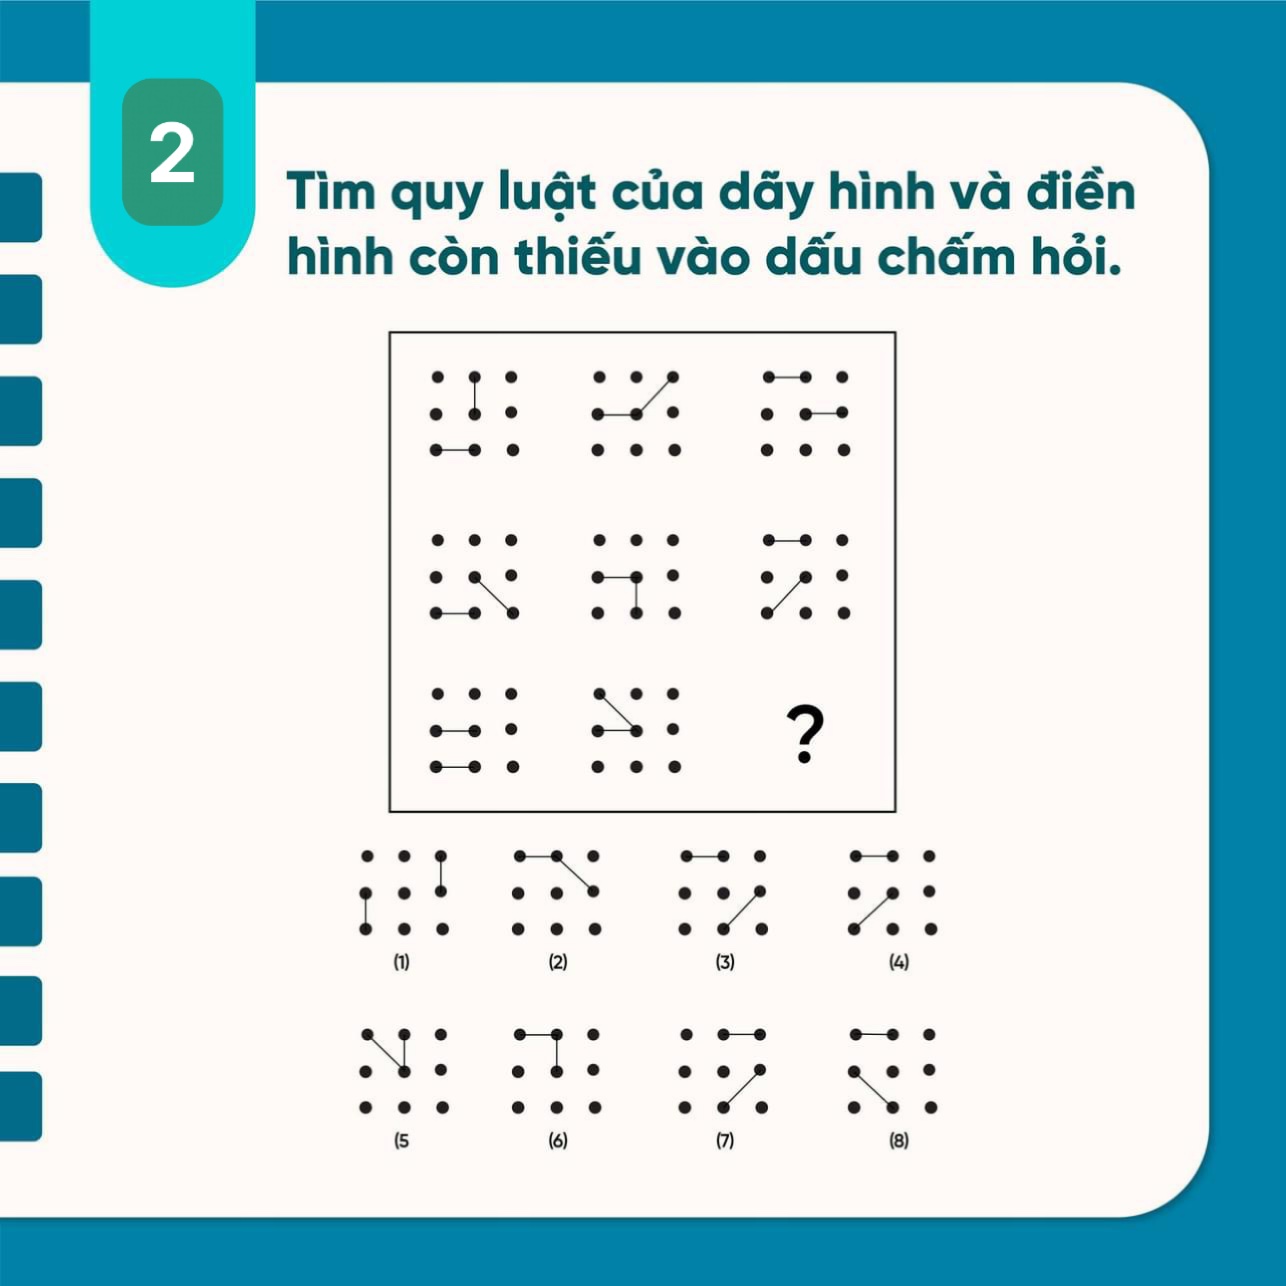 2
Tìm quy luật của dãy hình và điền
hình còn thiếu vào dấu chấm hỏi.
?
(1) (2) (3) (4)
(5 (6) (7) (8)